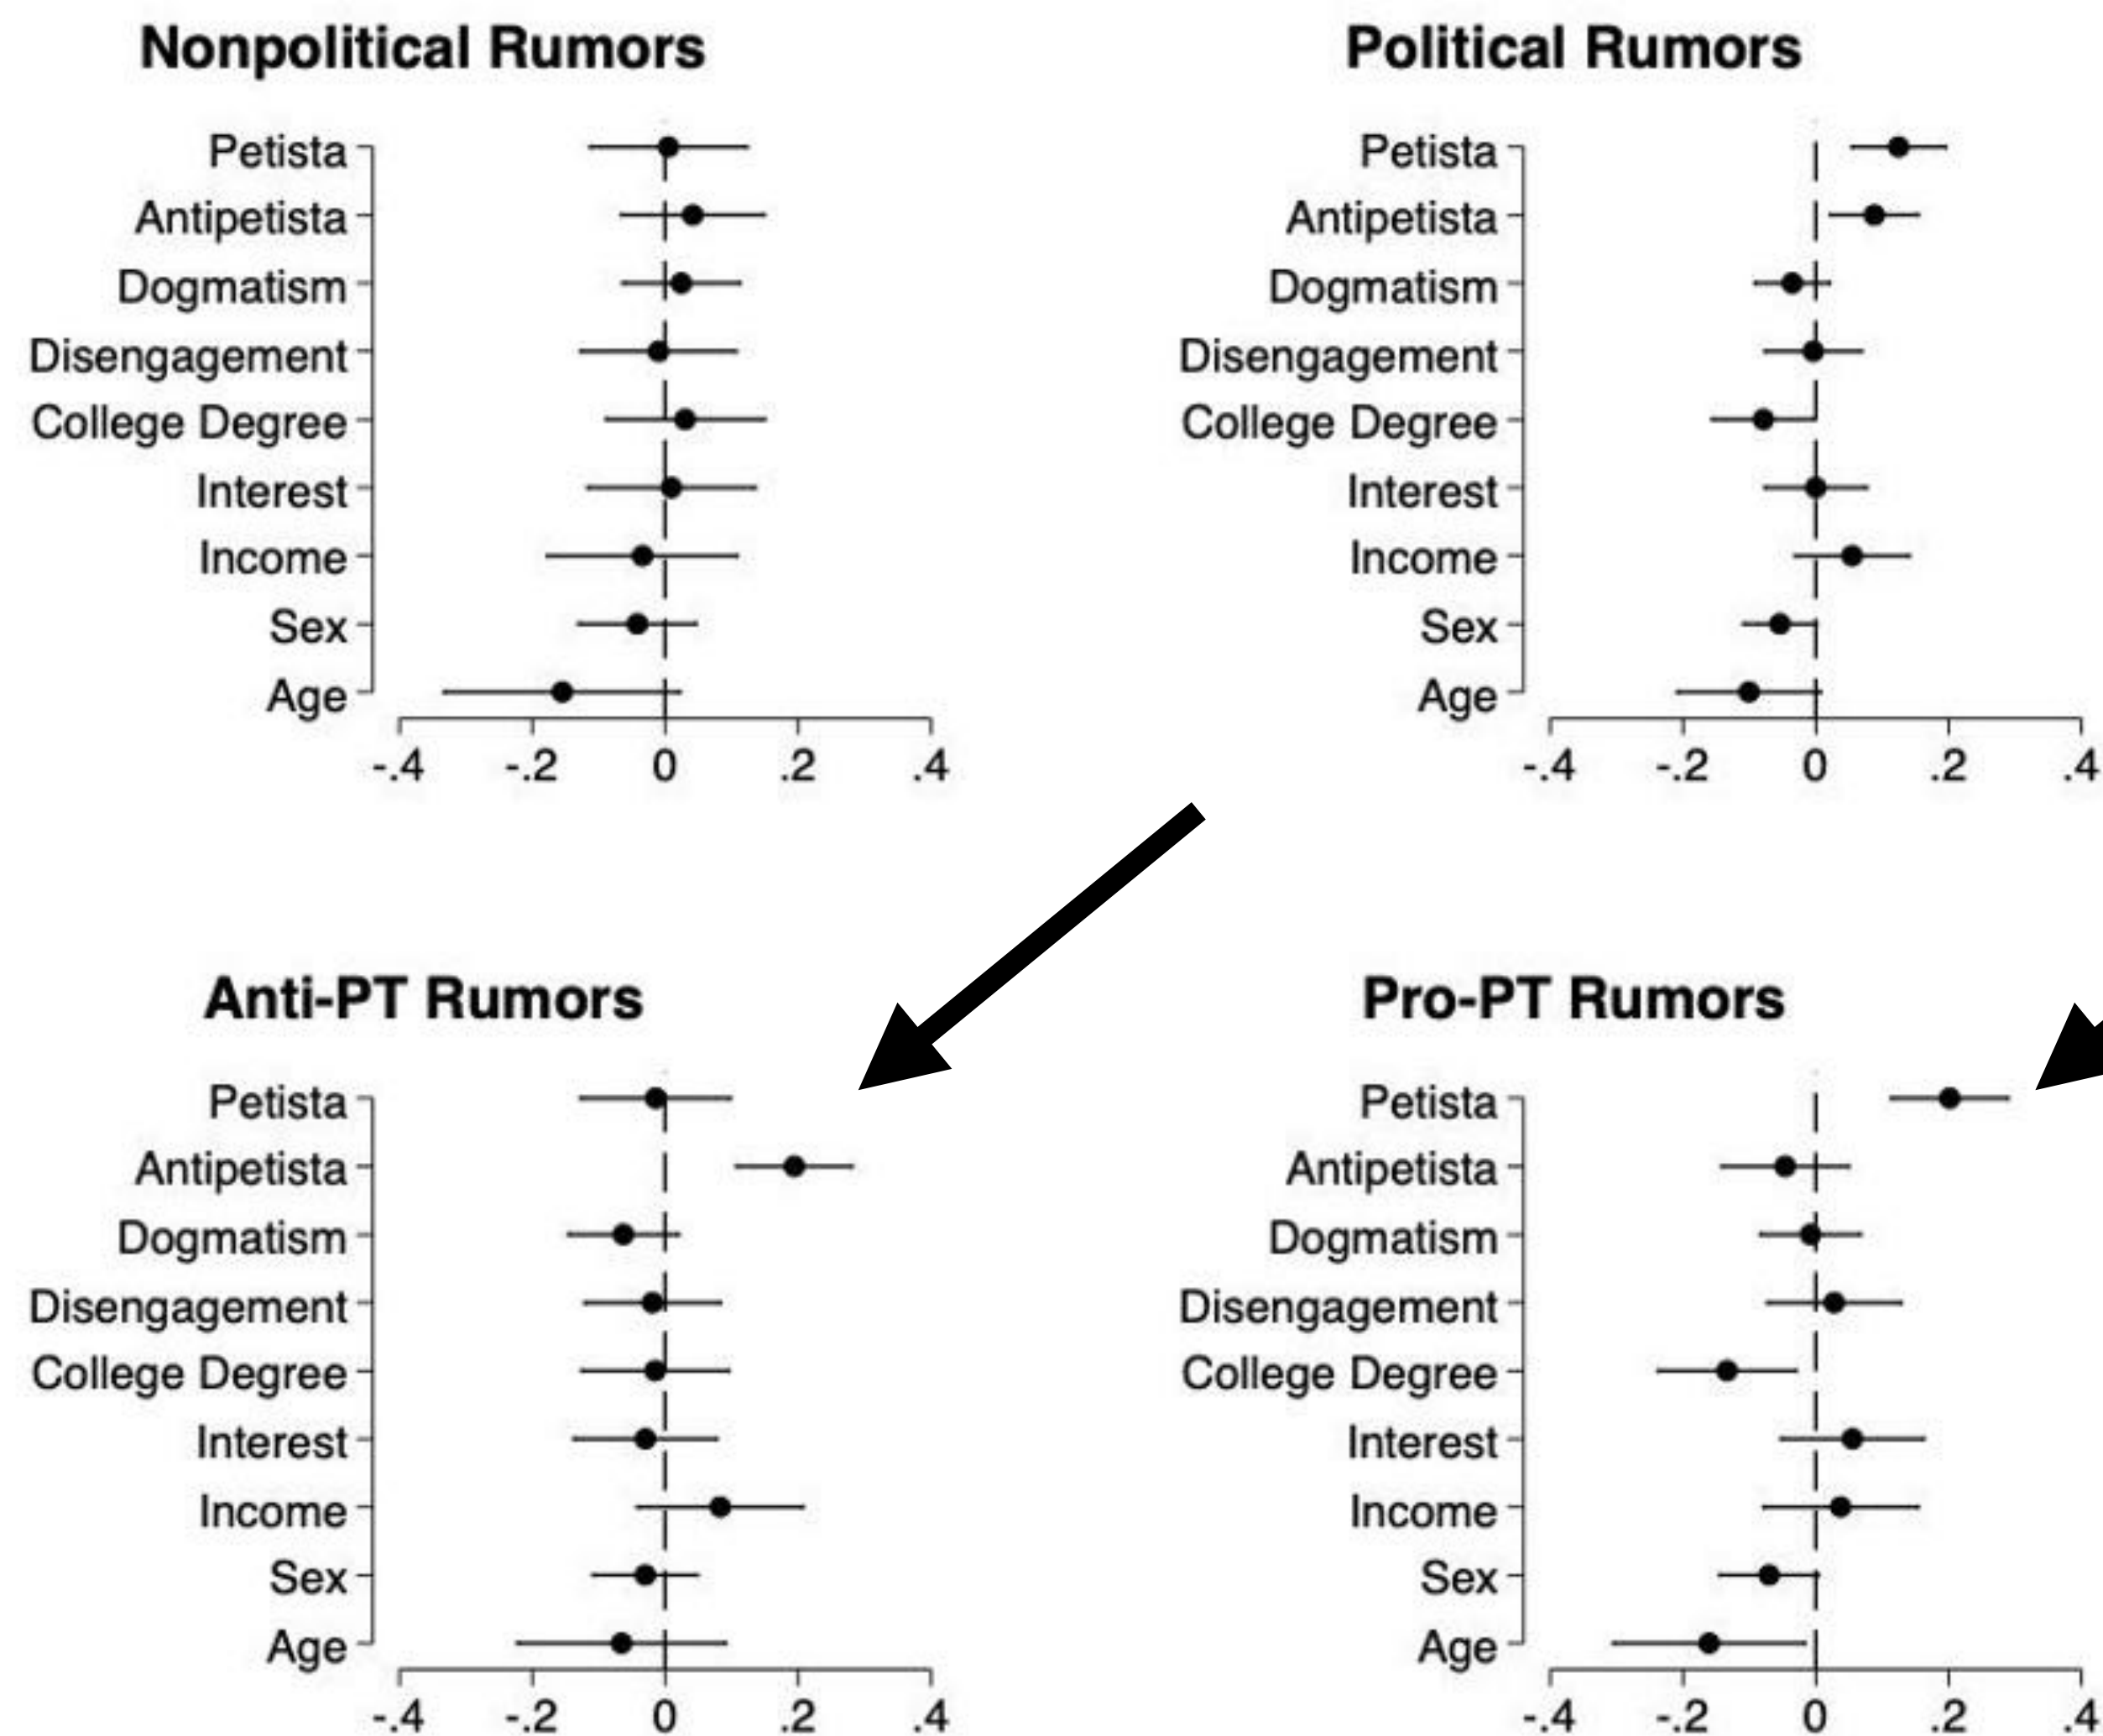 Nonpolitical Rumors
Petista
Antipetista
Dogmatism
Disengagement
College Degree
Interest
Income
Sex
Age
-.4 -.2 0 .2 .4
Political Rumors
Petista
Antipetista
Dogmatism
Disengagement
College Degree
Interest
Income
Sex
Age
-.4 -.2 0 .2 .4
Anti-PT Rumors
Petista
Antipetista
Dogmatism
Disengagement
College Degree
Interest
Income
Sex
Age
-.4 -.2 0 .2 .4
Pro-PT Rumors
Petista
Antipetista
Dogmatism
Disengagement
College Degree
Interest
Income
Sex
Age
-.4 -.2 0 .2 .4